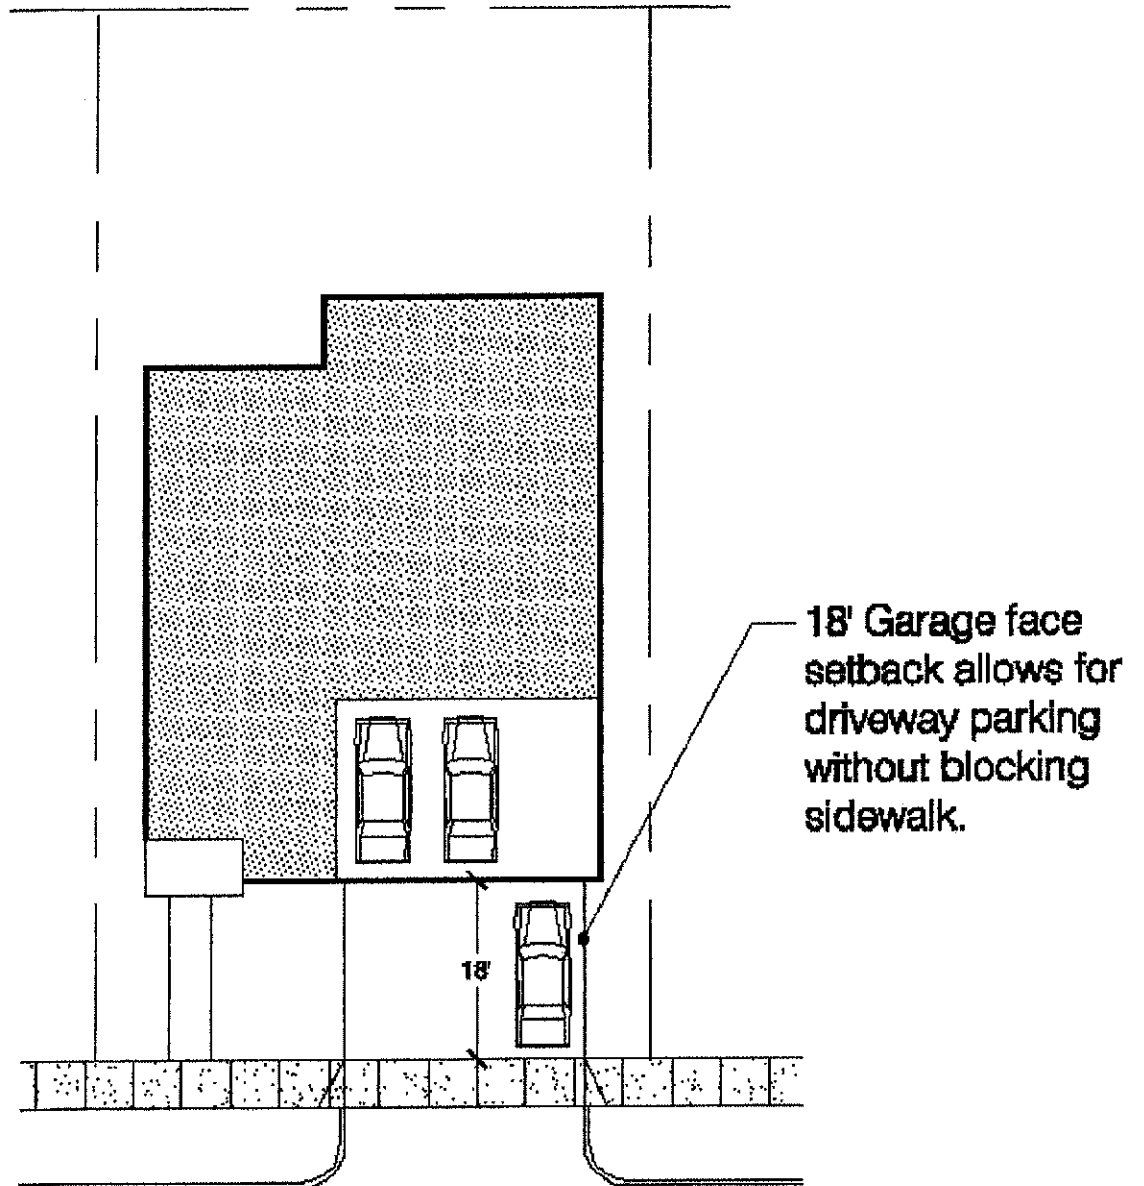 18' Garage face
setback allows for
driveway parking
without blocking
sidewalk.
18'